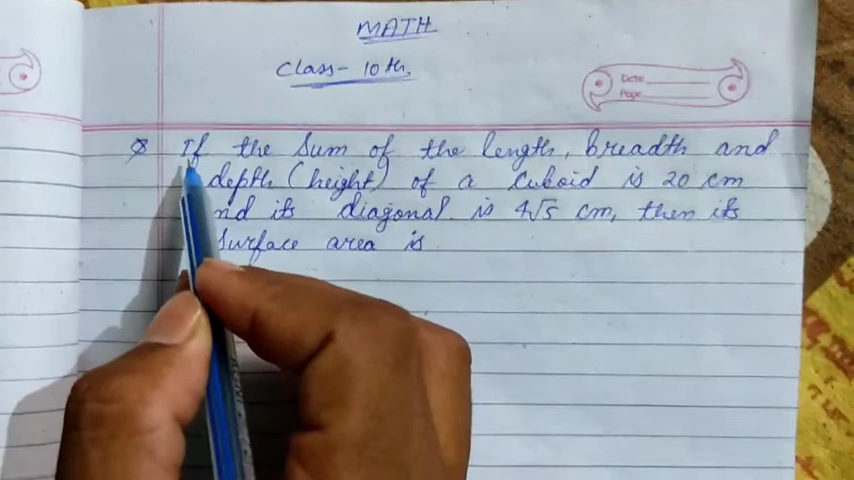 MATH
Class- 10th.
Date
Page
Q If the Sum of the length, breadth and
depth (height) of a Cuboid is 20 cm
nd its diagonal is 4√5 cm, then its
Surface area is